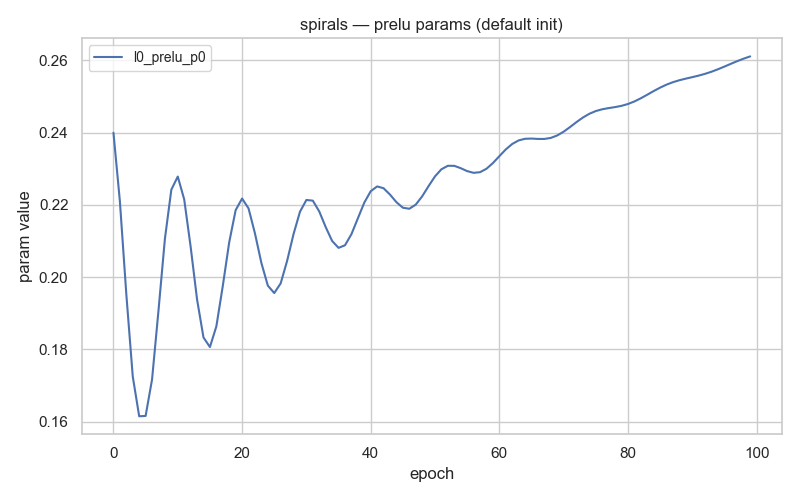 spirals — prelu params (default init)
l0_prelu_p0
param value
0.26
0.24
0.22
0.20
0.18
0.16
0 20 40 60 80 100
epoch